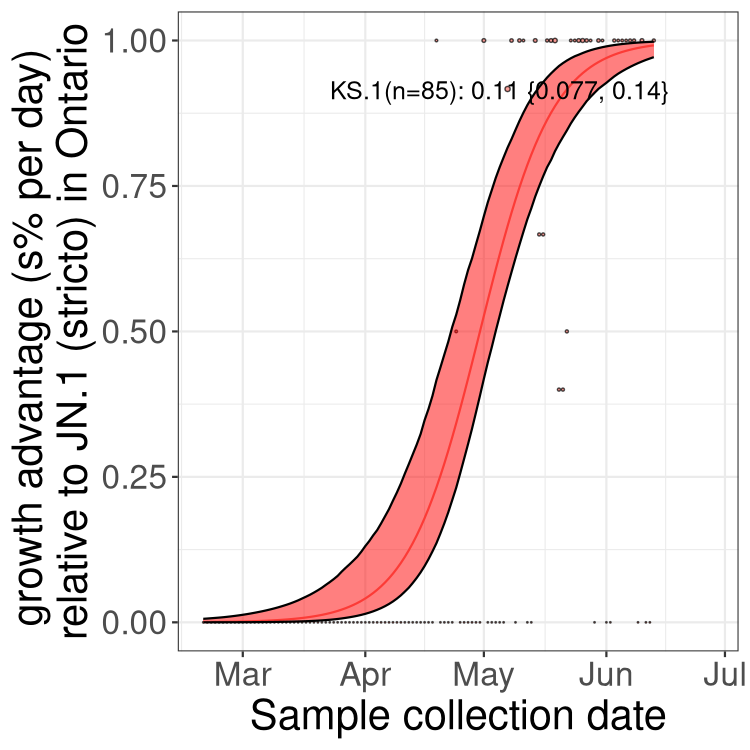 growth advantage (s% per day)
relative to JN.1 (stricto) in Ontario
1.00
0.75
0.50
0.25
0.00
KS.1(n=85): 0.11 {0.077, 0.14}
Mar
Apr
May
Jun
Jul
Sample collection date